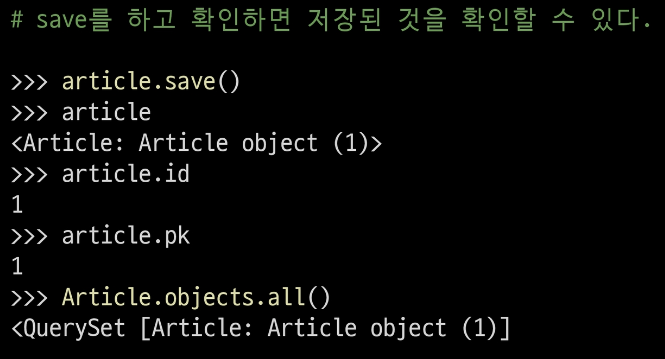 # save를 하고 확인하면 저장된 것을 확인할 수 있다.
>>> article.save()
>>> article
<Article: Article object (1)>
>>> article.id
1
>>> article.pk
1
>>> Article.objects.all()
<QuerySet [Article: Article object (1)]